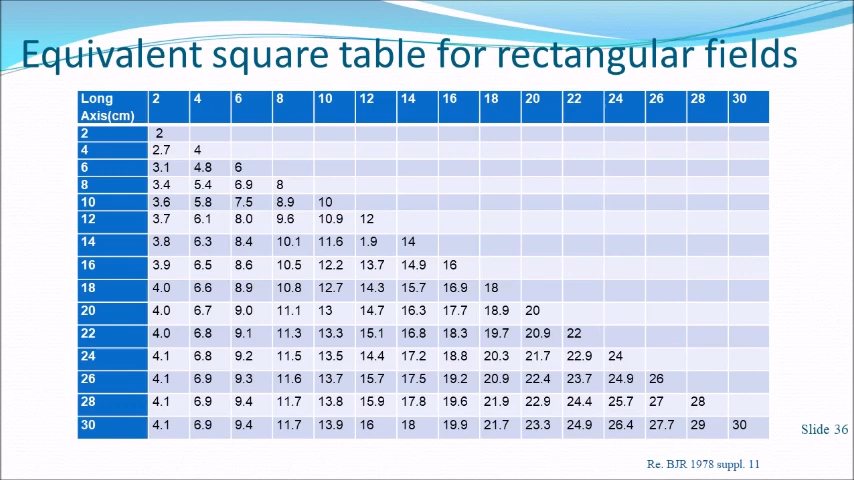 Equivalent square table for rectangular fields
Long Axis(cm) 2 4 6 8 10 12 14 16 18 20 22 24 26 28 30
2 2
4 2.7 4
6 3.1 4.8 6
8 3.4 5.4 6.9 8
10 3.6 5.8 7.5 8.9 10
12 3.7 6.1 8.0 9.6 10.9 12
14 3.8 6.3 8.4 10.1 11.6 1.9 14
16 3.9 6.5 8.6 10.5 12.2 13.7 14.9 16
18 4.0 6.6 8.9 10.8 12.7 14.3 15.7 16.9 18
20 4.0 6.7 9.0 11.1 13 14.7 16.3 17.7 18.9 20
22 4.0 6.8 9.1 11.3 13.3 15.1 16.8 18.3 19.7 20.9 22
24 4.1 6.8 9.2 11.5 13.5 14.4 17.2 18.8 20.3 21.7 22.9 24
26 4.1 6.9 9.3 11.6 13.7 15.7 17.5 19.2 20.9 22.4 23.7 24.9 26
28 4.1 6.9 9.4 11.7 13.8 15.9 17.8 19.6 21.9 22.9 24.4 25.7 27 28
30 4.1 6.9 9.4 11.7 13.9 16 18 19.9 21.7 23.3 24.9 26.4 27.7 29 30
Slide 36
Re. BJR 1978 suppl. 11